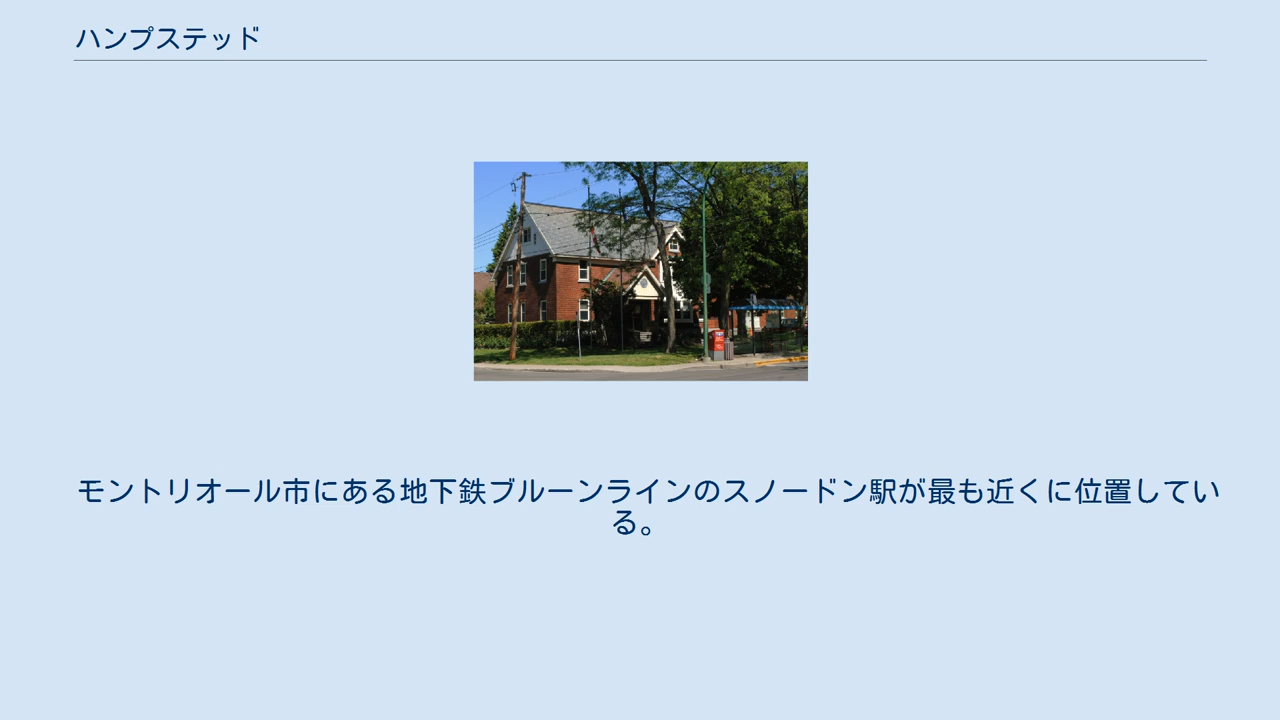 ハンプステッド
モントリオール市にある地下鉄ブルーンラインのスノードン駅が最も近くに位置してい
る。